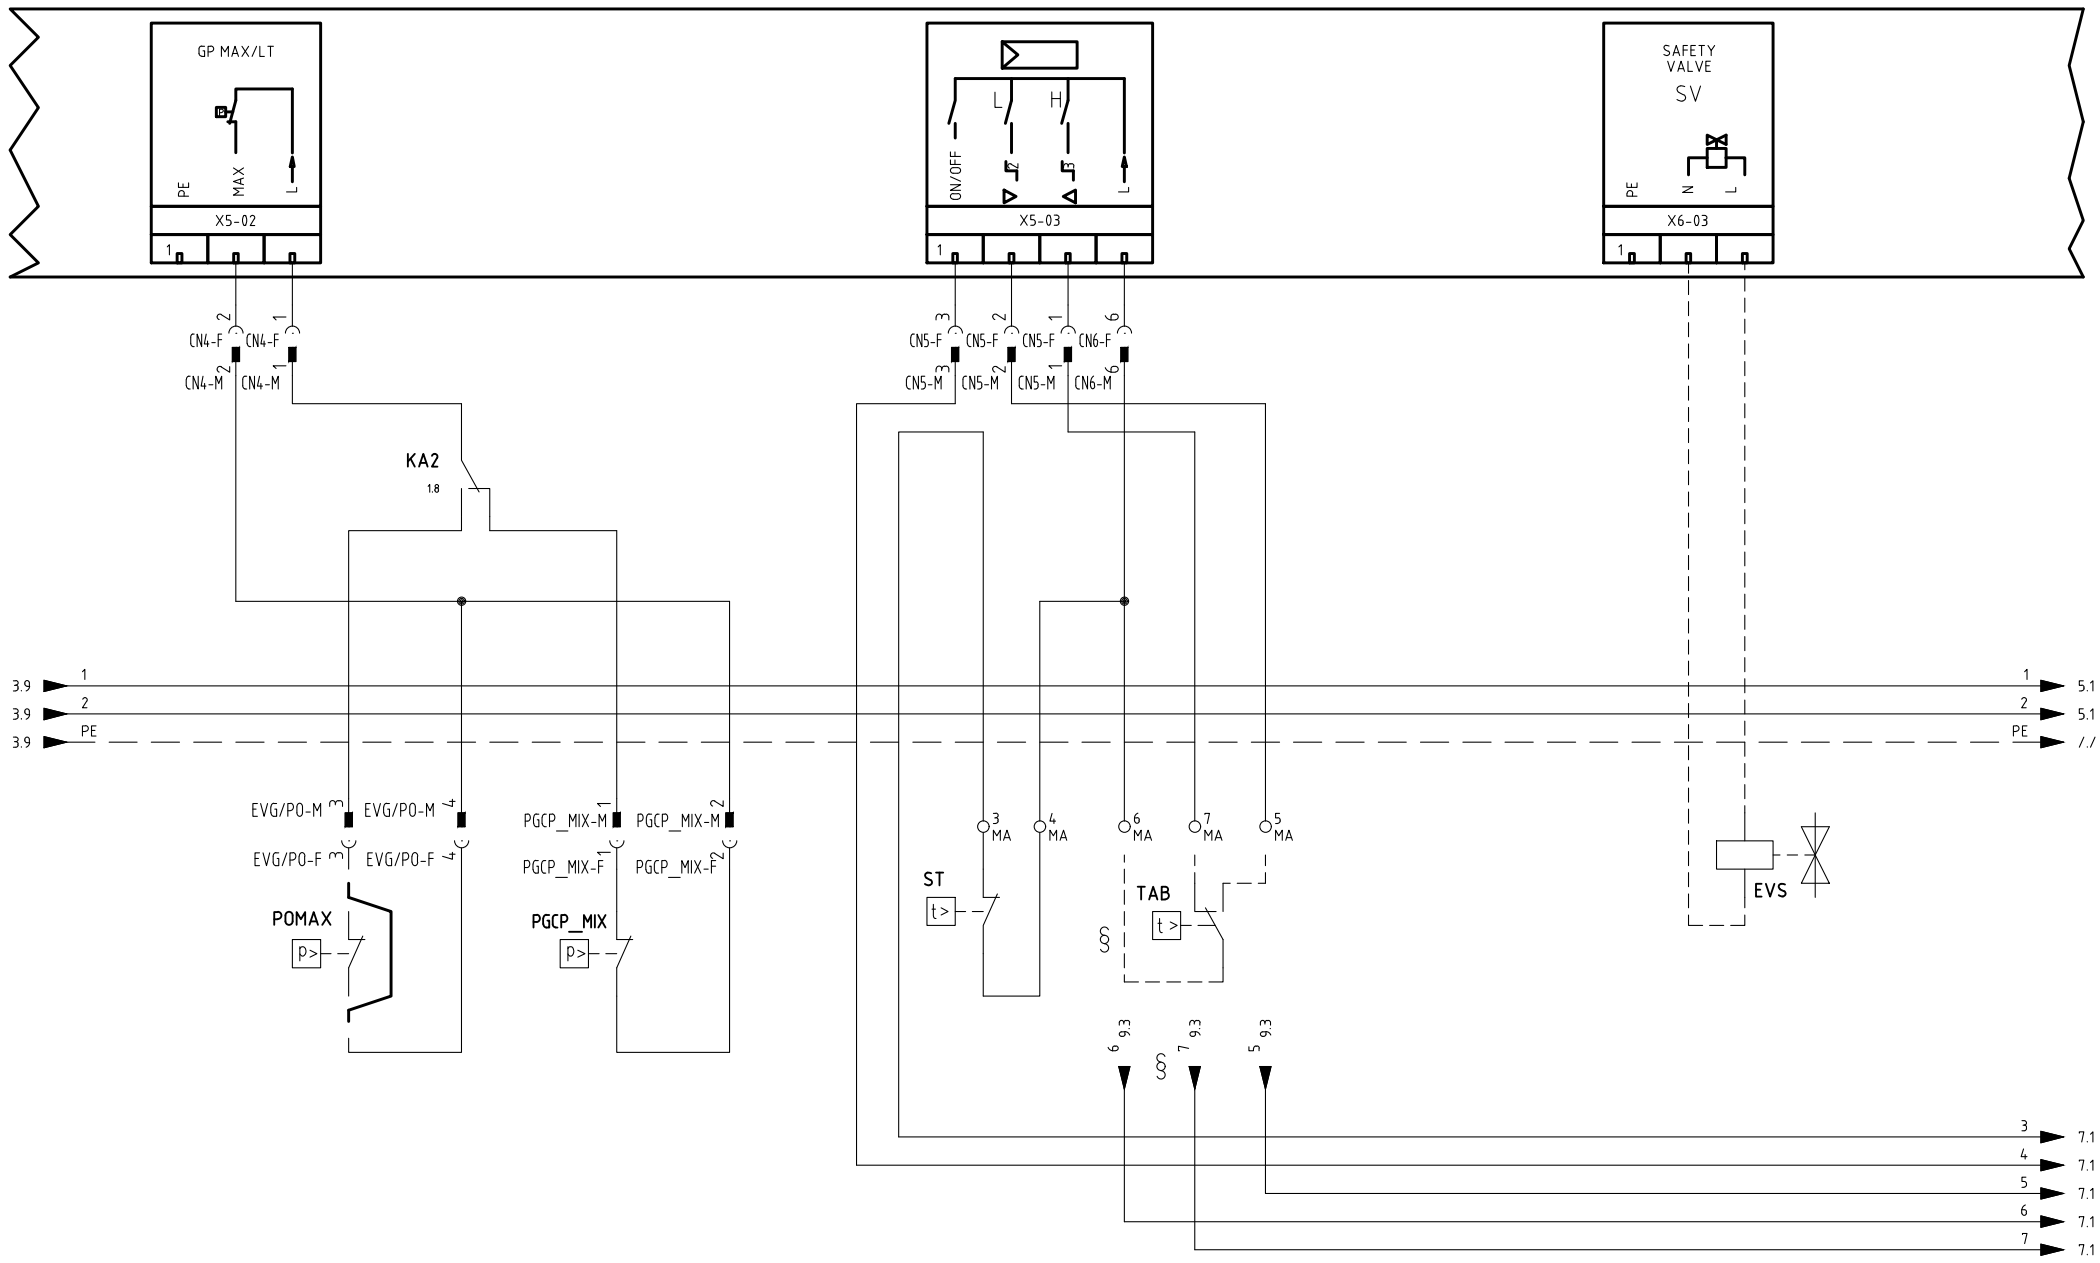 GP MAX/LT
P
PE
MAX
L
X5-02
1
L
H
ON/OFF
2
3
L
X5-03
1
SAFETY
VALVE
SV
PE
N
L
X6-03
1
2
1
CN4-F
CN4-F
2
1
CN4-M
CN4-M
3
2
1
6
CN5-F
CN5-F
CN5-F
CN6-F
3
2
1
6
CN5-M
CN5-M
CN5-M
CN6-M
KA2
1.8
3.9
1
1
5.1
3.9
2
2
5.1
3.9
PE
PE
/./
EVG/PO-M
3
EVG/PO-M
4
PGCP_MIX-M
1
PGCP_MIX-M
2
EVG/PO-F
3
EVG/PO-F
4
PGCP_MIX-F
1
PGCP_MIX-F
2
3
MA
4
MA
6
MA
7
MA
5
MA
ST
t>
TAB
t>
§
EVS
POMAX
p>
PGCP_MIX
p>
6
9.3
§
7
9.3
5
9.3
3
7.1
4
7.1
5
7.1
6
7.1
7
7.1